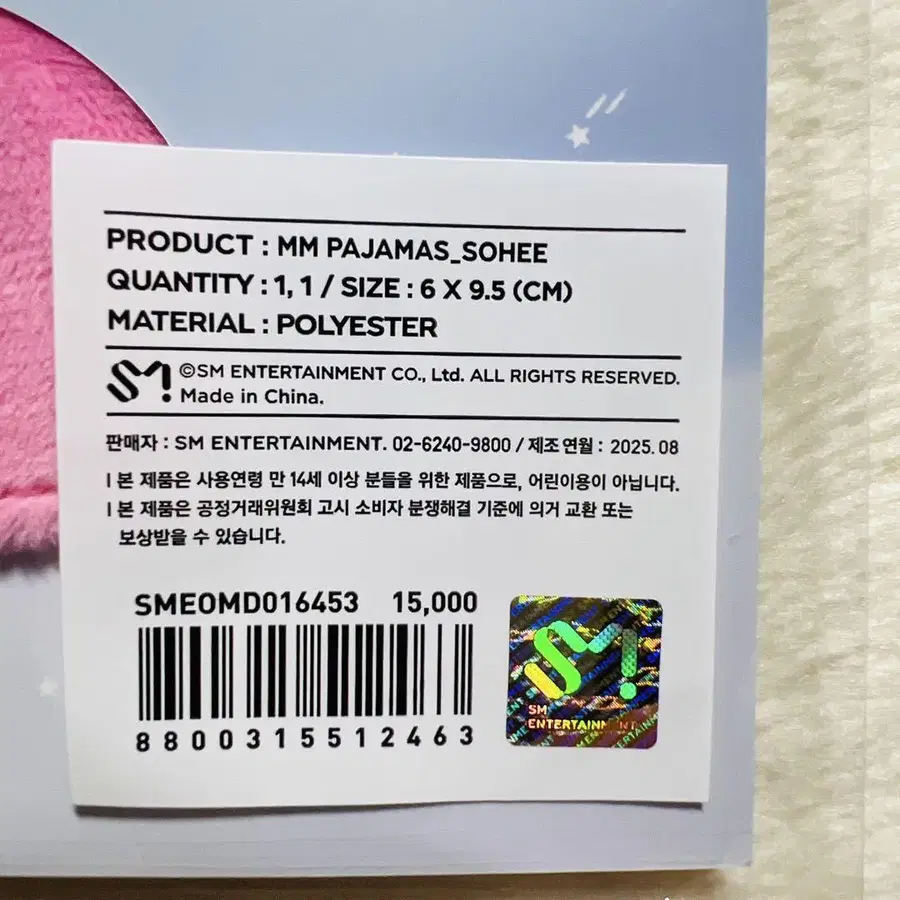 PRODUCT : MM PAJAMAS_SOHEE
QUANTITY : 1, 1 / SIZE : 6 X 9.5 (CM)
MATERIAL : POLYESTER
SM ©SM ENTERTAINMENT CO., Ltd. ALL RIGHTS RESERVED.
Made in China.
판매자 : SM ENTERTAINMENT. 02-6240-9800 / 제조연월 : 2025. 08
I 본 제품은 사용연령 만 14세 이상 분들을 위한 제품으로, 어린이용이 아닙니다.
I 본 제품은 공정거래위원회 고시 소비자 분쟁해결 기준에 의거 교환 또는
보상받을 수 있습니다.
SMEOMD016453 15,000
8800315512463
SM
SM
ENTERTAINMENT